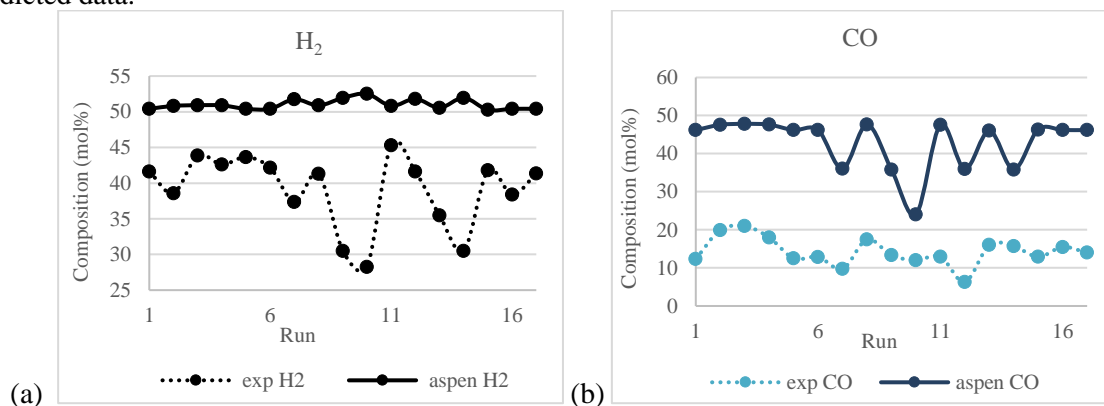 dicted data.
H₂
55
50
45
40
35
30
25
Composition (mol%)
1 6 11 16
Run
exp H2 aspen H2
(a)
CO
60
50
40
30
20
10
0
Composition (mol%)
1 6 11 16
Run
exp CO aspen CO
(b)